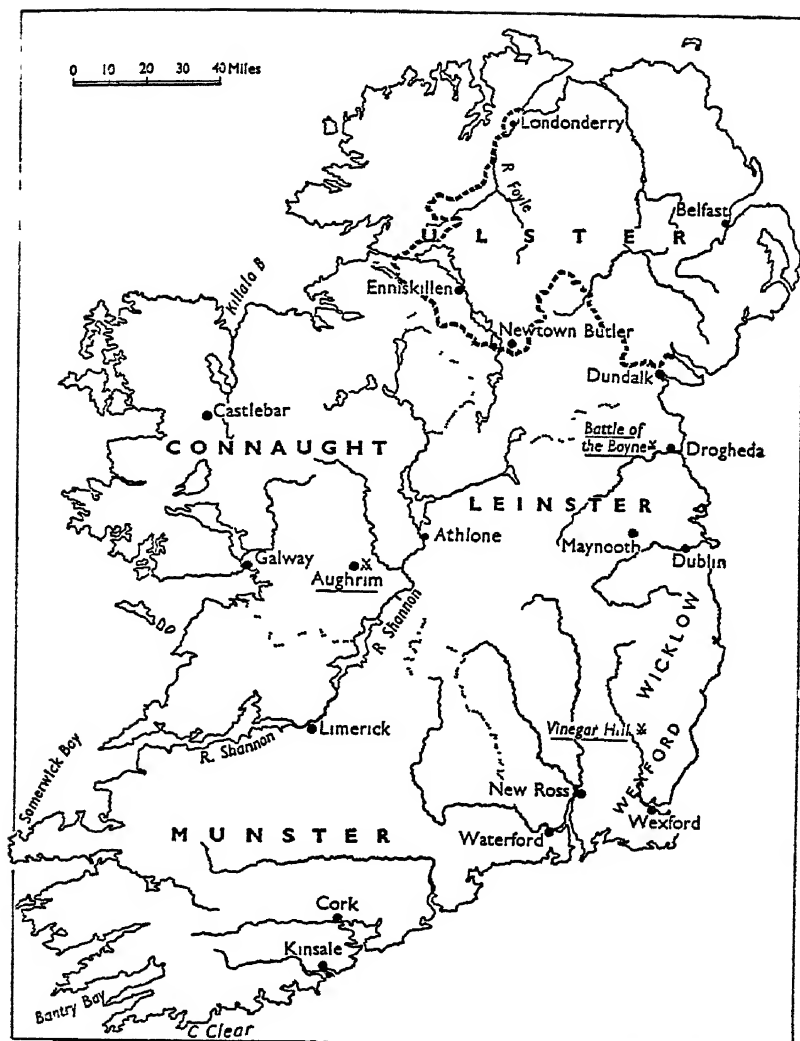 0 10 20 30 40 Miles
Londonderry
R Foyle
Belfast
ULSTER
Killala B
Enniskillen
Newtown Butler
Dundalk
Castlebar
Battle of
the Boyne
Drogheda
CONNAUGHT
LEINSTER
Athlone
Maynooth
Dublin
Galway
Aughrim
R Shannon
WICKLOW
Limerick
R. Shannon
Vinegar Hill
WEXFORD
Somerwick Bay
New Ross
Wexford
Waterford
MUNSTER
Cork
Kinsale
Bantry Bay
C Clear